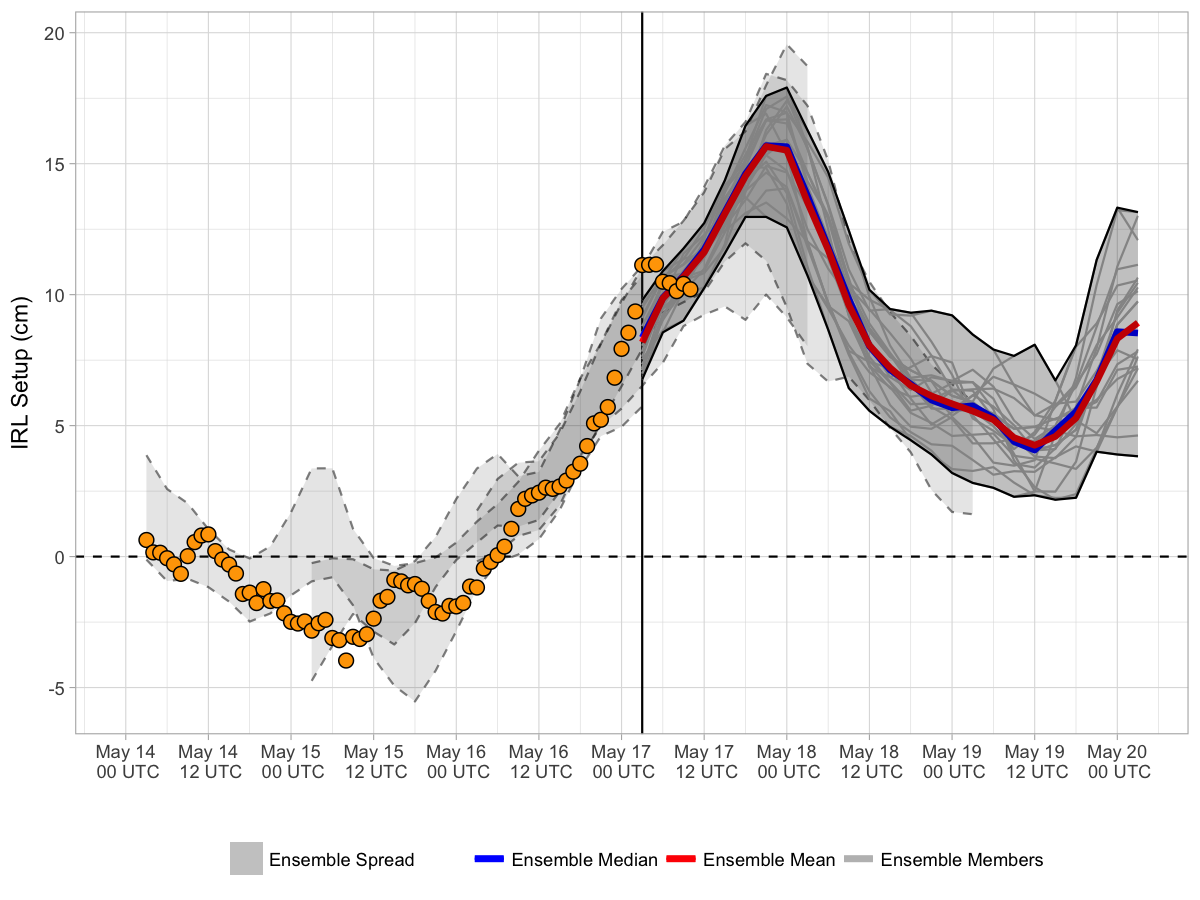 IRL Setup (cm)
20
15
10
5
0
-5
May 14 May 14 May 15 May 15 May 16 May 16 May 17 May 17 May 18 May 18 May 19 May 19 May 20
00 UTC 12 UTC 00 UTC 12 UTC 00 UTC 12 UTC 00 UTC 12 UTC 00 UTC 12 UTC 00 UTC 12 UTC 00 UTC
Ensemble Spread Ensemble Median Ensemble Mean Ensemble Members